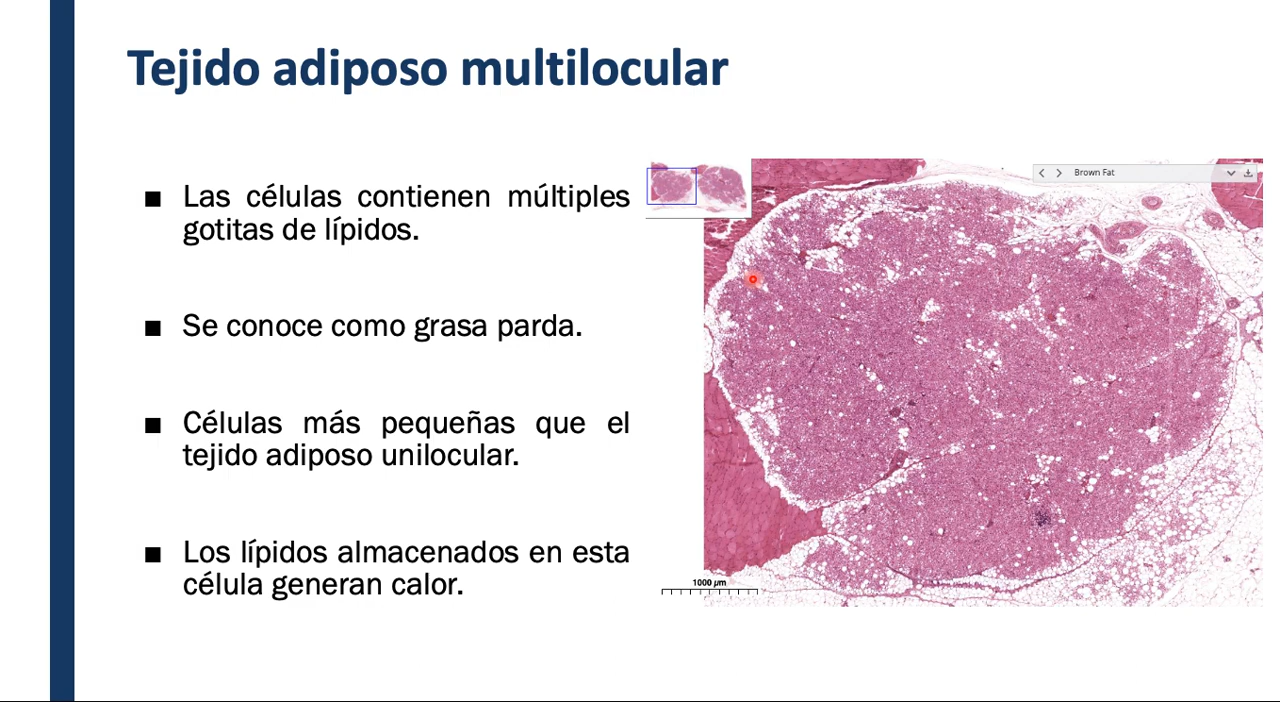 Tejido adiposo multilocular
■ Las células contienen múltiples
gotitas de lípidos.
■ Se conoce como grasa parda.
■ Células más pequeñas que el
tejido adiposo unilocular.
■ Los lípidos almacenados en esta
célula generan calor.
Brown Fat
1000 µm